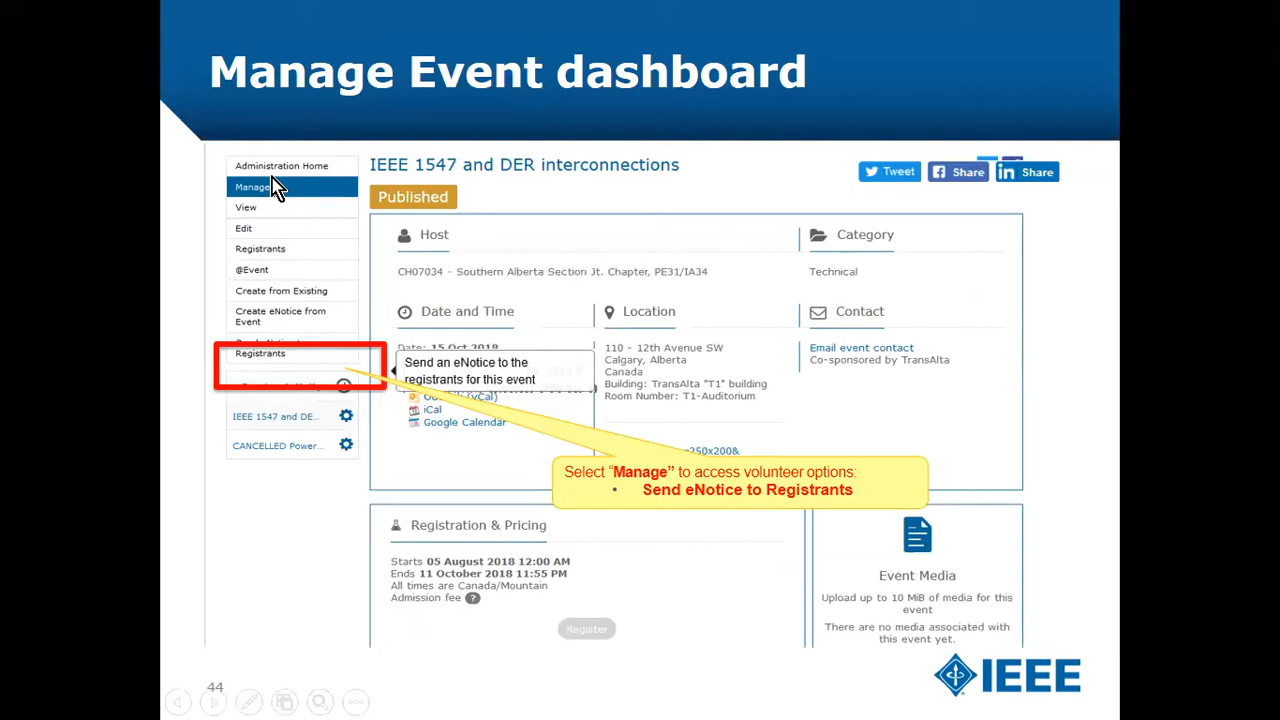 Manage Event dashboard
Administration Home
Manage
View
Edit
Registrants
@Event
Create from Existing
Create eNotice from
Event
Registrants
IEEE 1547 and DE...
CANCELLED Power...
IEEE 1547 and DER interconnections
Tweet
Share
Share
Published
Host
CH07034 - Southern Alberta Section Jt. Chapter, PE31/IA34
Category
Technical
Date and Time
Date: 15 Oct 2018
Send an eNotice to the
registrants for this event
iCal
Google Calendar
Location
110 - 12th Avenue SW
Calgary, Alberta
Canada
Building: TransAlta "T1" building
Room Number: T1-Auditorium
Contact
Email event contact
Co-sponsored by TransAlta
Select “Manage” to access volunteer options:
• Send eNotice to Registrants
Registration & Pricing
Starts 05 August 2018 12:00 AM
Ends 11 October 2018 11:55 PM
All times are Canada/Mountain
Admission fee ?
Register
Event Media
Upload up to 10 MiB of media for this
event
There are no media associated with
this event yet.
44
IEEE